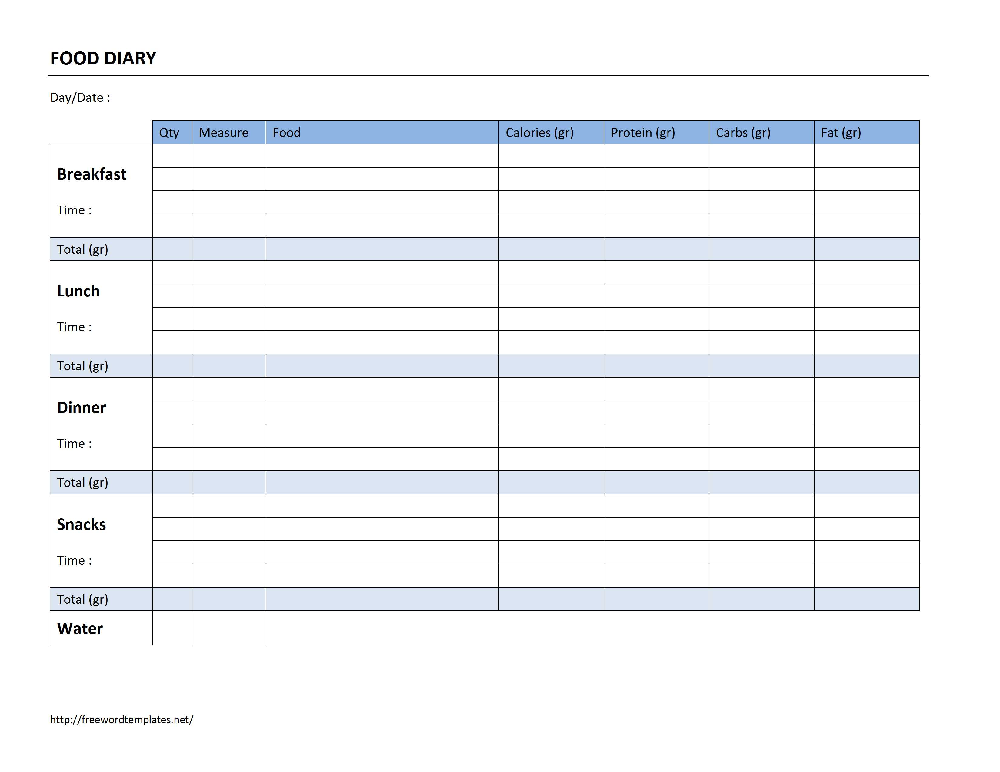 FOOD DIARY
Day/Date :
Qty Measure Food Calories (gr) Protein (gr) Carbs (gr) Fat (gr)
Breakfast
Time :
Total (gr)
Lunch
Time :
Total (gr)
Dinner
Time :
Total (gr)
Snacks
Time :
Total (gr)
Water
http://freewordtemplates.net/